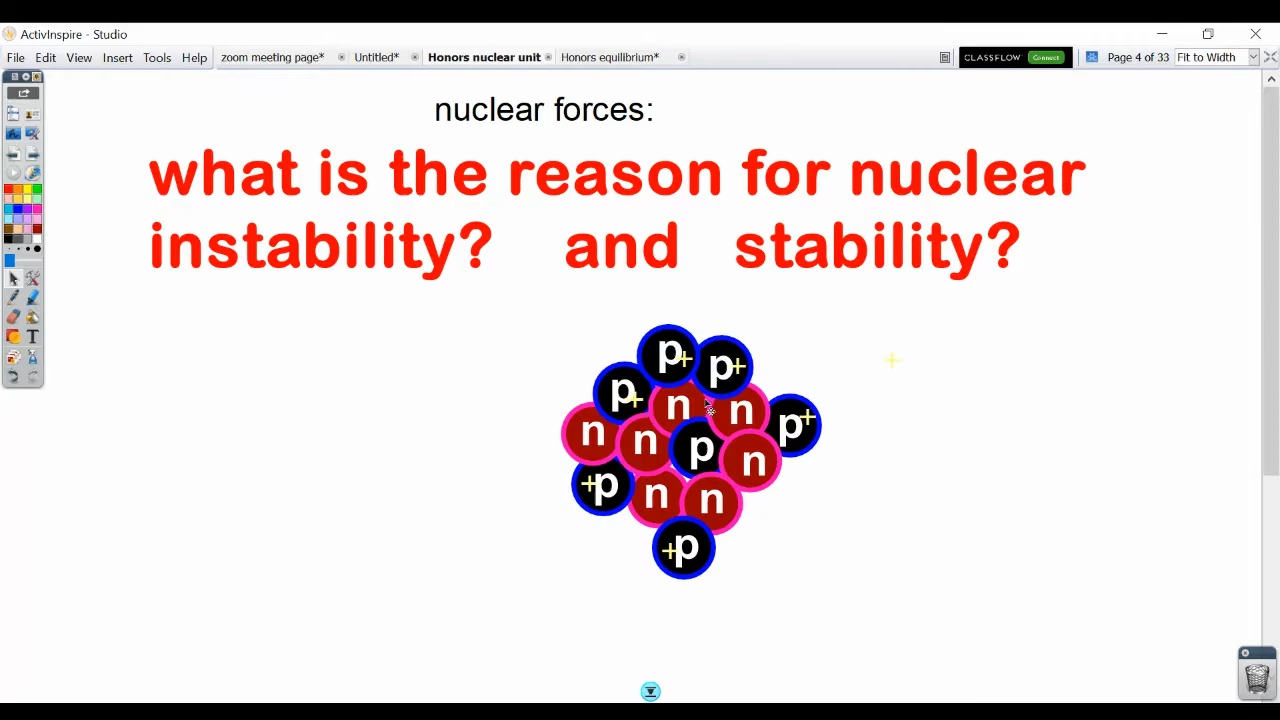 ActivInspire - Studio
File Edit View Insert Tools Help zoom meeting page* Untitled* Honors nuclear unit Honors equilibrium* CLASSFLOW Connect Page 4 of 33 Fit to Width
nuclear forces:
what is the reason for nuclear
instability? and stability?
p+ p+
p+ n n p+
n n p n
+p n n
+p
+
T